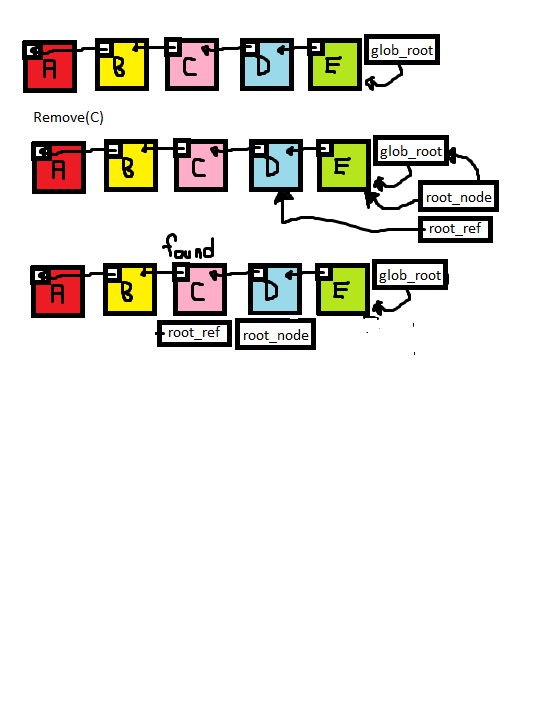 A B C D E glob_root
Remove(C)
A B C D E glob_root
root_node
root_ref
found
A B C D E glob_root
root_ref root_node